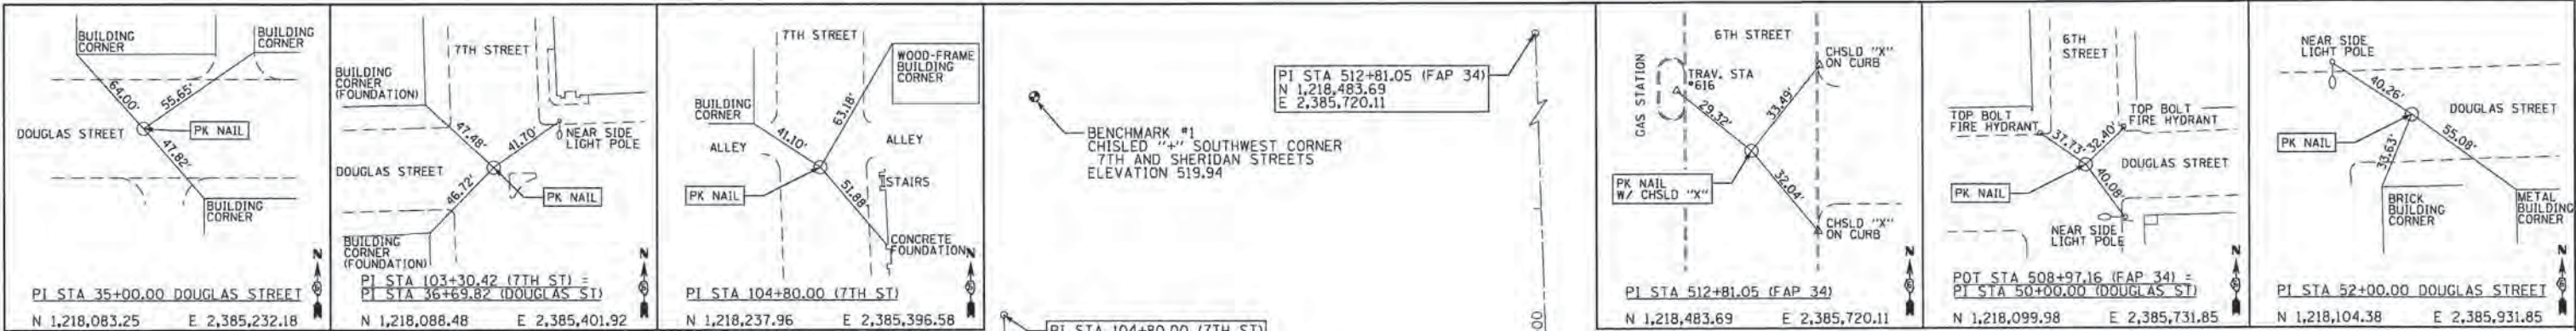 BUILDING
CORNER
BUILDING
CORNER
64.00'
55.65'
DOUGLAS STREET
PK NAIL
47.82'
BUILDING
CORNER
N
PI STA 35+00.00 DOUGLAS STREET
N 1,218,083.25 E 2,385,232.18
7TH STREET
BUILDING
CORNER
(FOUNDATION)
47.48'
41.70'
NEAR SIDE
LIGHT POLE
DOUGLAS STREET
46.72'
PK NAIL
BUILDING
CORNER
(FOUNDATION)
N
PI STA 103+30.42 (7TH ST) =
PI STA 36+69.82 (DOUGLAS ST)
N 1,218,088.48 E 2,385,401.92
7TH STREET
WOOD-FRAME
BUILDING
CORNER
BUILDING
CORNER
63.18'
41.10'
ALLEY
ALLEY
STAIRS
PK NAIL
51.88'
CONCRETE
FOUNDATION
N
PI STA 104+80.00 (7TH ST)
N 1,218,237.96 E 2,385,396.58
PI STA 512+81.05 (FAP 34)
N 1,218,483.69
E 2,385,720.11
BENCHMARK #1
CHISLED "+" SOUTHWEST CORNER
7TH AND SHERIDAN STREETS
ELEVATION 519.94
PI STA 104+80.00 (7TH ST)
00
6TH STREET
GAS STATION
CHSLD "X"
ON CURB
TRAV. STA
616
29.32'
33.49'
PK NAIL
W/ CHSLD "X"
32.04'
CHSLD "X"
ON CURB
N
PI STA 512+81.05 (FAP 34)
N 1,218,483.69 E 2,385,720.11
6TH
STREET
TOP BOLT
FIRE HYDRANT
TOP BOLT
FIRE HYDRANT
37.73'
32.40'
DOUGLAS STREET
PK NAIL
40.08'
NEAR SIDE
LIGHT POLE
N
POT STA 508+97.16 (FAP 34) =
PI STA 50+00.00 (DOUGLAS ST)
N 1,218,099.98 E 2,385,731.85
NEAR SIDE
LIGHT POLE
40.26'
DOUGLAS STREET
PK NAIL
33.63'
55.08'
BRICK
BUILDING
CORNER
METAL
BUILDING
CORNER
N
PI STA 52+00.00 DOUGLAS STREET
N 1,218,104.38 E 2,385,931.85